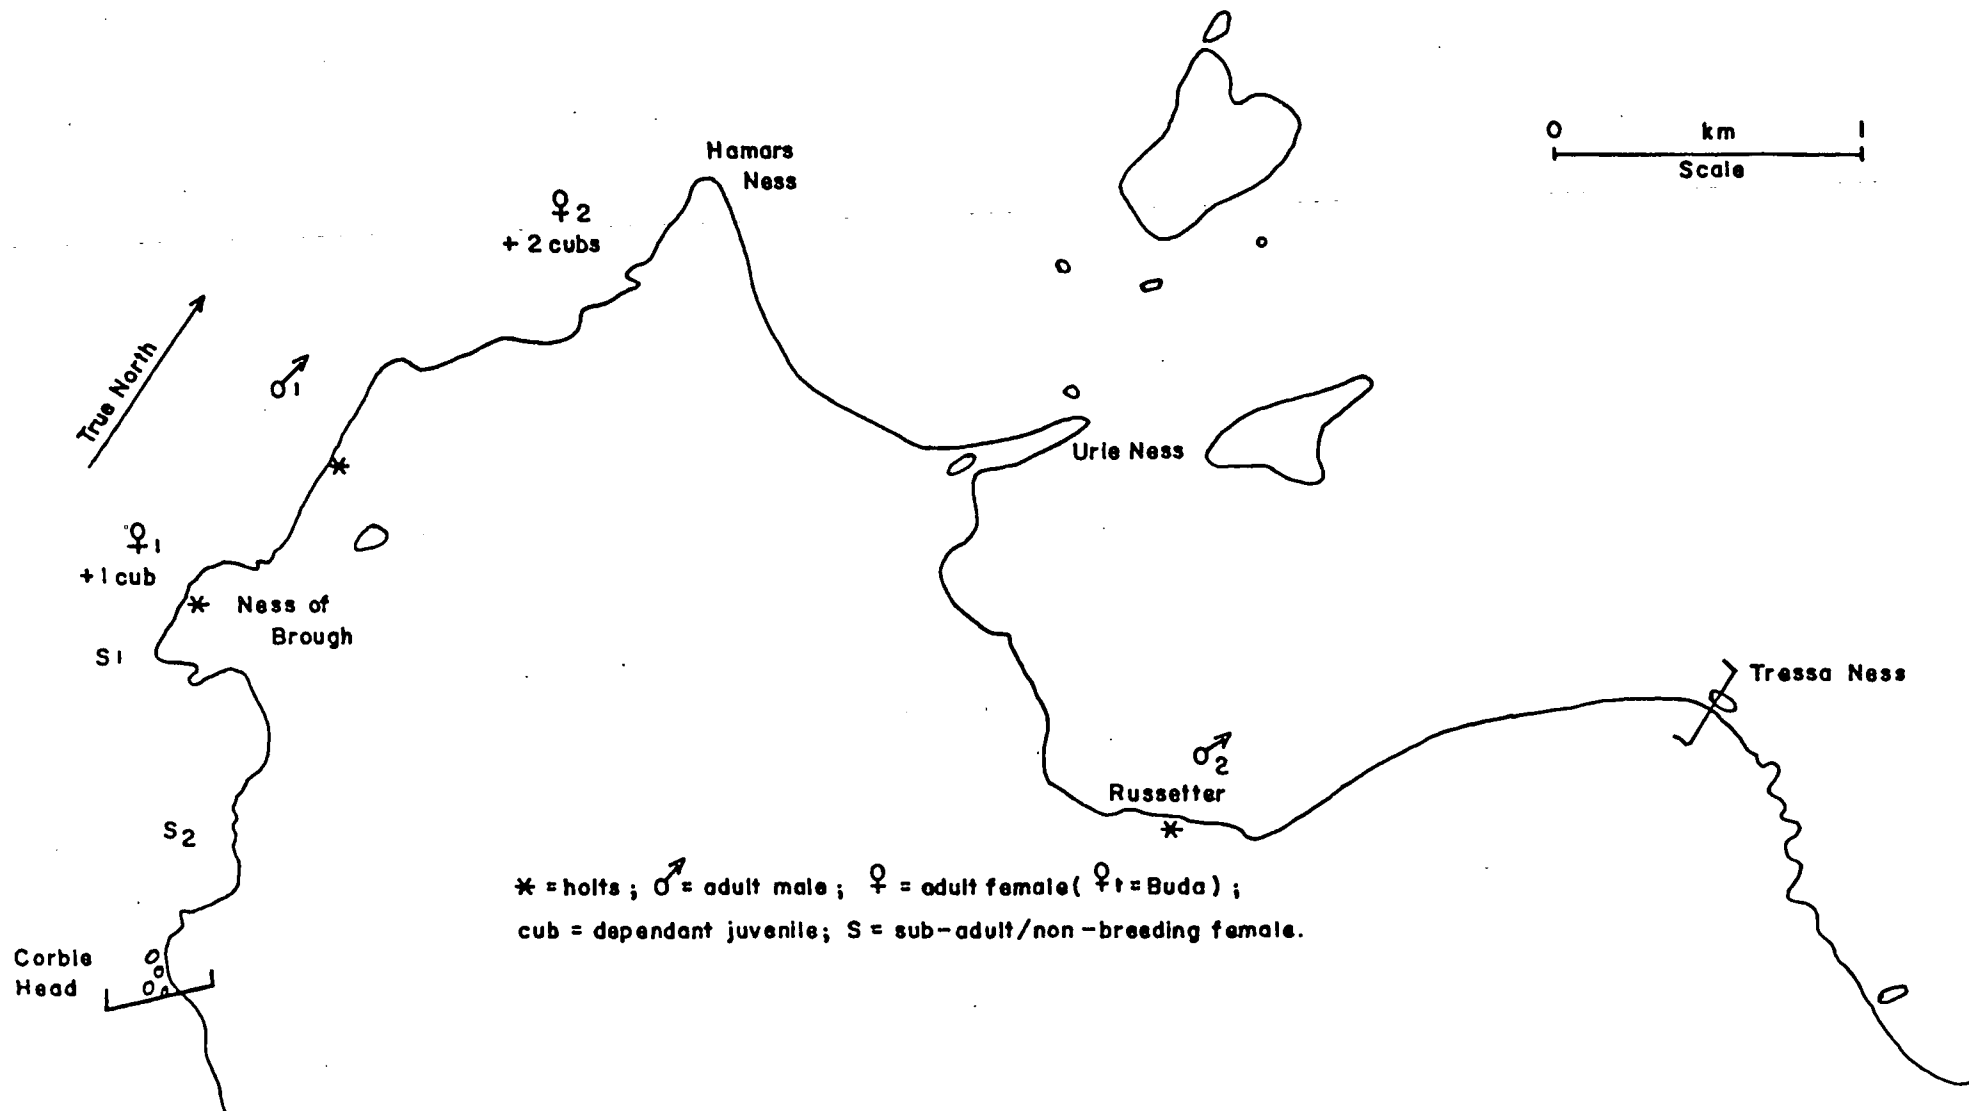 Hamars
Ness
0 km 1
Scale
♀2
+ 2 cubs
True North
♂1
Urie Ness
♀1
+1 cub
Ness of
Brough
S1
Tressa Ness
♂2
Russetter
S2
* = holts ; ♂ = adult male ; ♀ = adult female ( ♀1 = Buda ) ;
cub = dependant juvenile; S = sub-adult/non-breeding female.
Corbie
Head